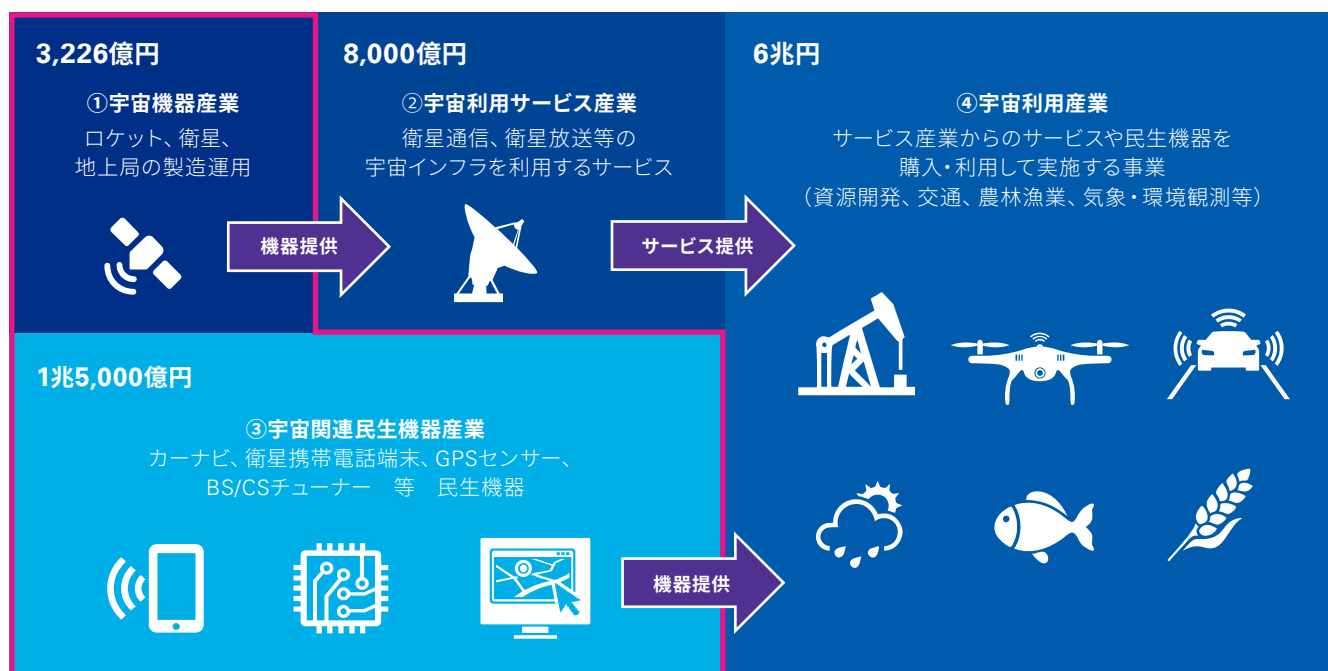 3,226億円
①宇宙機器産業
ロケット、衛星、
地上局の製造運用
機器提供
8,000億円
②宇宙利用サービス産業
衛星通信、衛星放送等の
宇宙インフラを利用するサービス
サービス提供
6兆円
④宇宙利用産業
サービス産業からのサービスや民生機器を
購入・利用して実施する事業
（資源開発、交通、農林漁業、気象・環境観測等）
1兆5,000億円
③宇宙関連民生機器産業
カーナビ、衛星携帯電話端末、GPSセンサー、
BS/CSチューナー　等　民生機器
機器提供